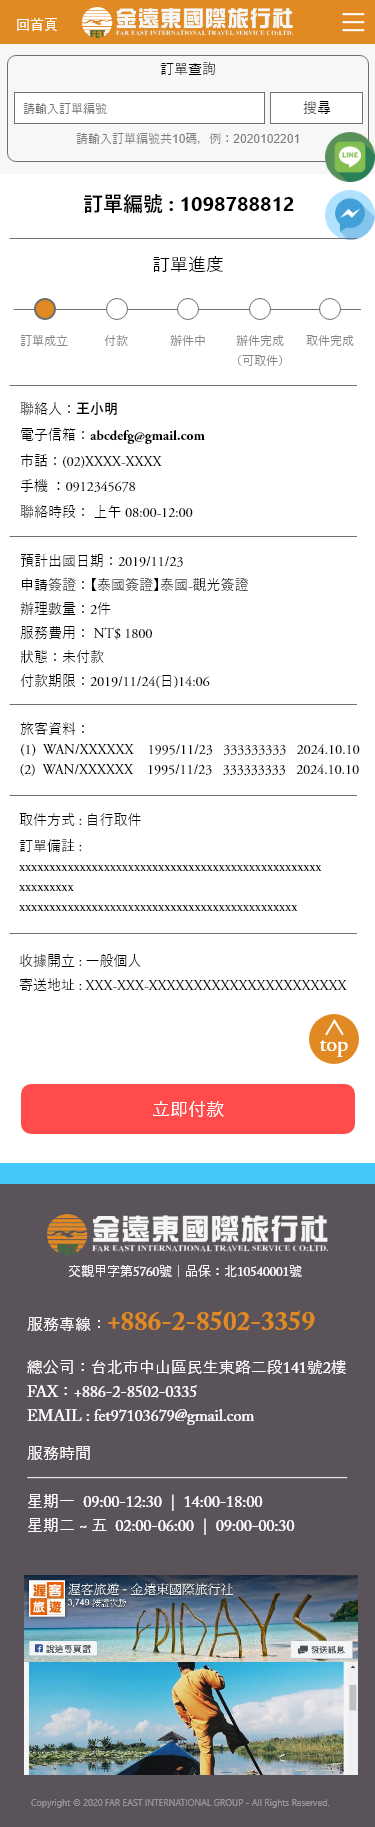 回首頁
金遠東國際旅行社
FET
FAR EAST INTERNATIONAL TRAVEL SERVICE CO.LTD.
訂單查詢
請輸入訂單編號
搜尋
請輸入訂單編號共10碼，例：2020102201
LINE
訂單編號 : 1098788812
訂單進度
訂單成立
付款
辦件中
辦件完成
(可取件)
取件完成
聯絡人：王小明
電子信箱：abcdefg@gmail.com
市話：(02)XXXX-XXXX
手機 ：0912345678
聯絡時段： 上午 08:00-12:00
預計出國日期：2019/11/23
申請簽證：【泰國簽證】泰國-觀光簽證
辦理數量：2件
服務費用： NT$ 1800
狀態：未付款
付款期限：2019/11/24(日)14:06
旅客資料：
(1) WAN/XXXXXX 1995/11/23 333333333 2024.10.10
(2) WAN/XXXXXX 1995/11/23 333333333 2024.10.10
取件方式 : 自行取件
訂單備註 :
xxxxxxxxxxxxxxxxxxxxxxxxxxxxxxxxxxxxxxxxxxxxxxxxxx
xxxxxxxxx
xxxxxxxxxxxxxxxxxxxxxxxxxxxxxxxxxxxxxxxxxxxxxx
收據開立 : 一般個人
寄送地址 : XXX-XXX-XXXXXXXXXXXXXXXXXXXXXX
top
立即付款
金遠東國際旅行社
FET
FAR EAST INTERNATIONAL TRAVEL SERVICE CO.LTD.
交觀甲字第5760號｜品保：北10540001號
服務專線：+886-2-8502-3359
總公司：台北市中山區民生東路二段141號2樓
FAX：+886-2-8502-0335
EMAIL : fet97103679@gmail.com
服務時間
星期一 09:00-12:30 | 14:00-18:00
星期二 ~ 五 02:00-06:00 | 09:00-00:30
渥客旅遊
渥客旅遊 - 金遠東國際旅行社
3,749 按讚次數
說這專頁讚
發送訊息
Copyright © 2020 FAR EAST INTERNATIONAL GROUP - All Rights Reserved.